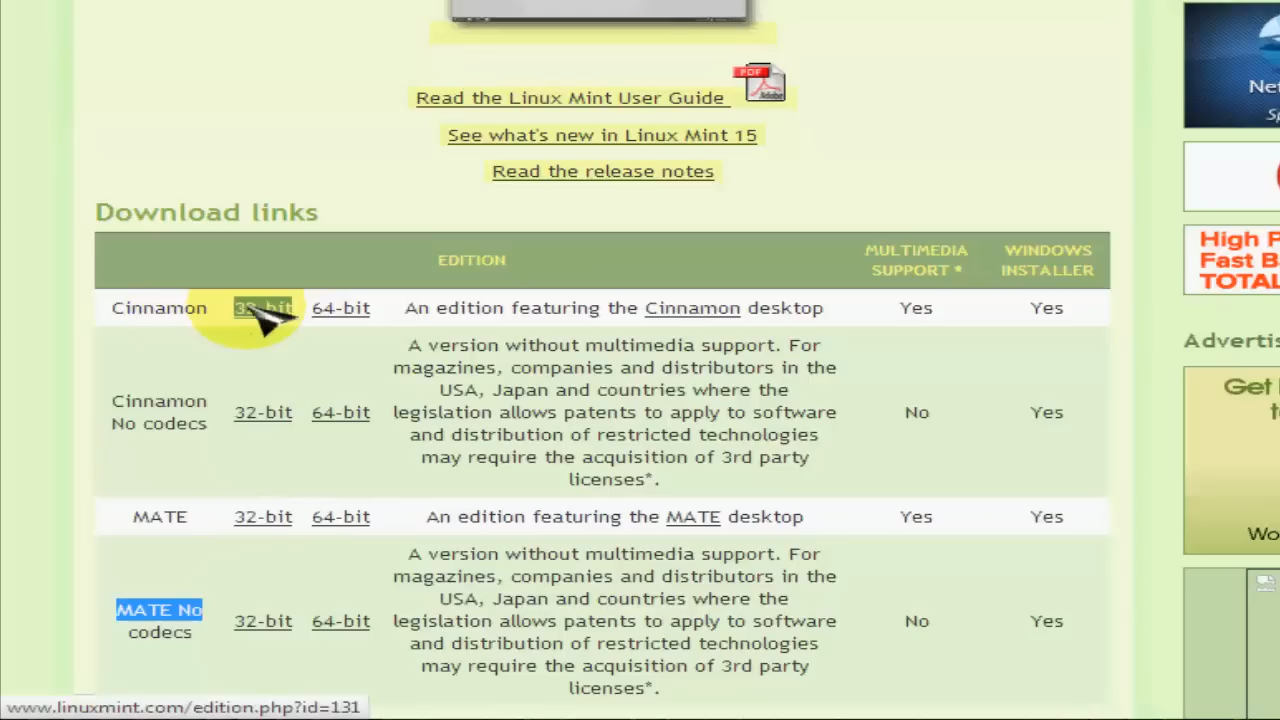 Read the Linux Mint User Guide
PDF
Adobe
See what's new in Linux Mint 15
Read the release notes
Download links
EDITION
MULTIMEDIA
SUPPORT *
WINDOWS
INSTALLER
Cinnamon 32-bit 64-bit An edition featuring the Cinnamon desktop Yes Yes
A version without multimedia support. For
magazines, companies and distributors in the
USA, Japan and countries where the
legislation allows patents to apply to software
and distribution of restricted technologies
may require the acquisition of 3rd party
licenses*.
Cinnamon
No codecs
32-bit 64-bit
No Yes
MATE 32-bit 64-bit An edition featuring the MATE desktop Yes Yes
A version without multimedia support. For
magazines, companies and distributors in the
USA, Japan and countries where the
legislation allows patents to apply to software
and distribution of restricted technologies
may require the acquisition of 3rd party
licenses*.
MATE No
codecs
32-bit 64-bit
No Yes
www.linuxmint.com/edition.php?id=131
Net
High
Fast
TOTAL
Advertis
Get